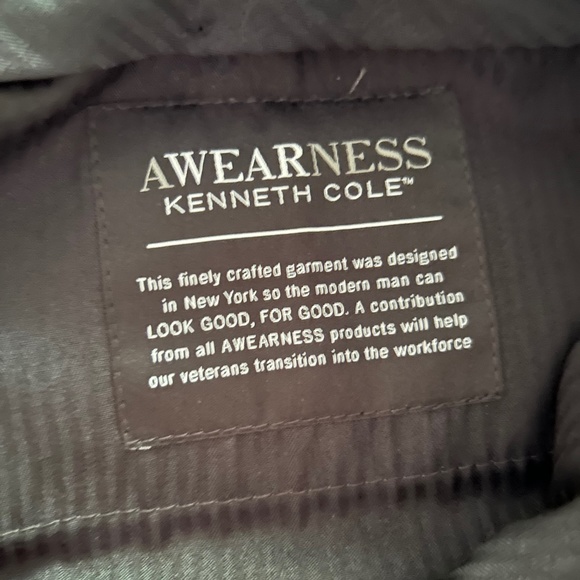 AWEARNESS
KENNETH COLE™
This finely crafted garment was designed
in New York so the modern man can
LOOK GOOD, FOR GOOD. A contribution
from all AWEARNESS products will help
our veterans transition into the workforce